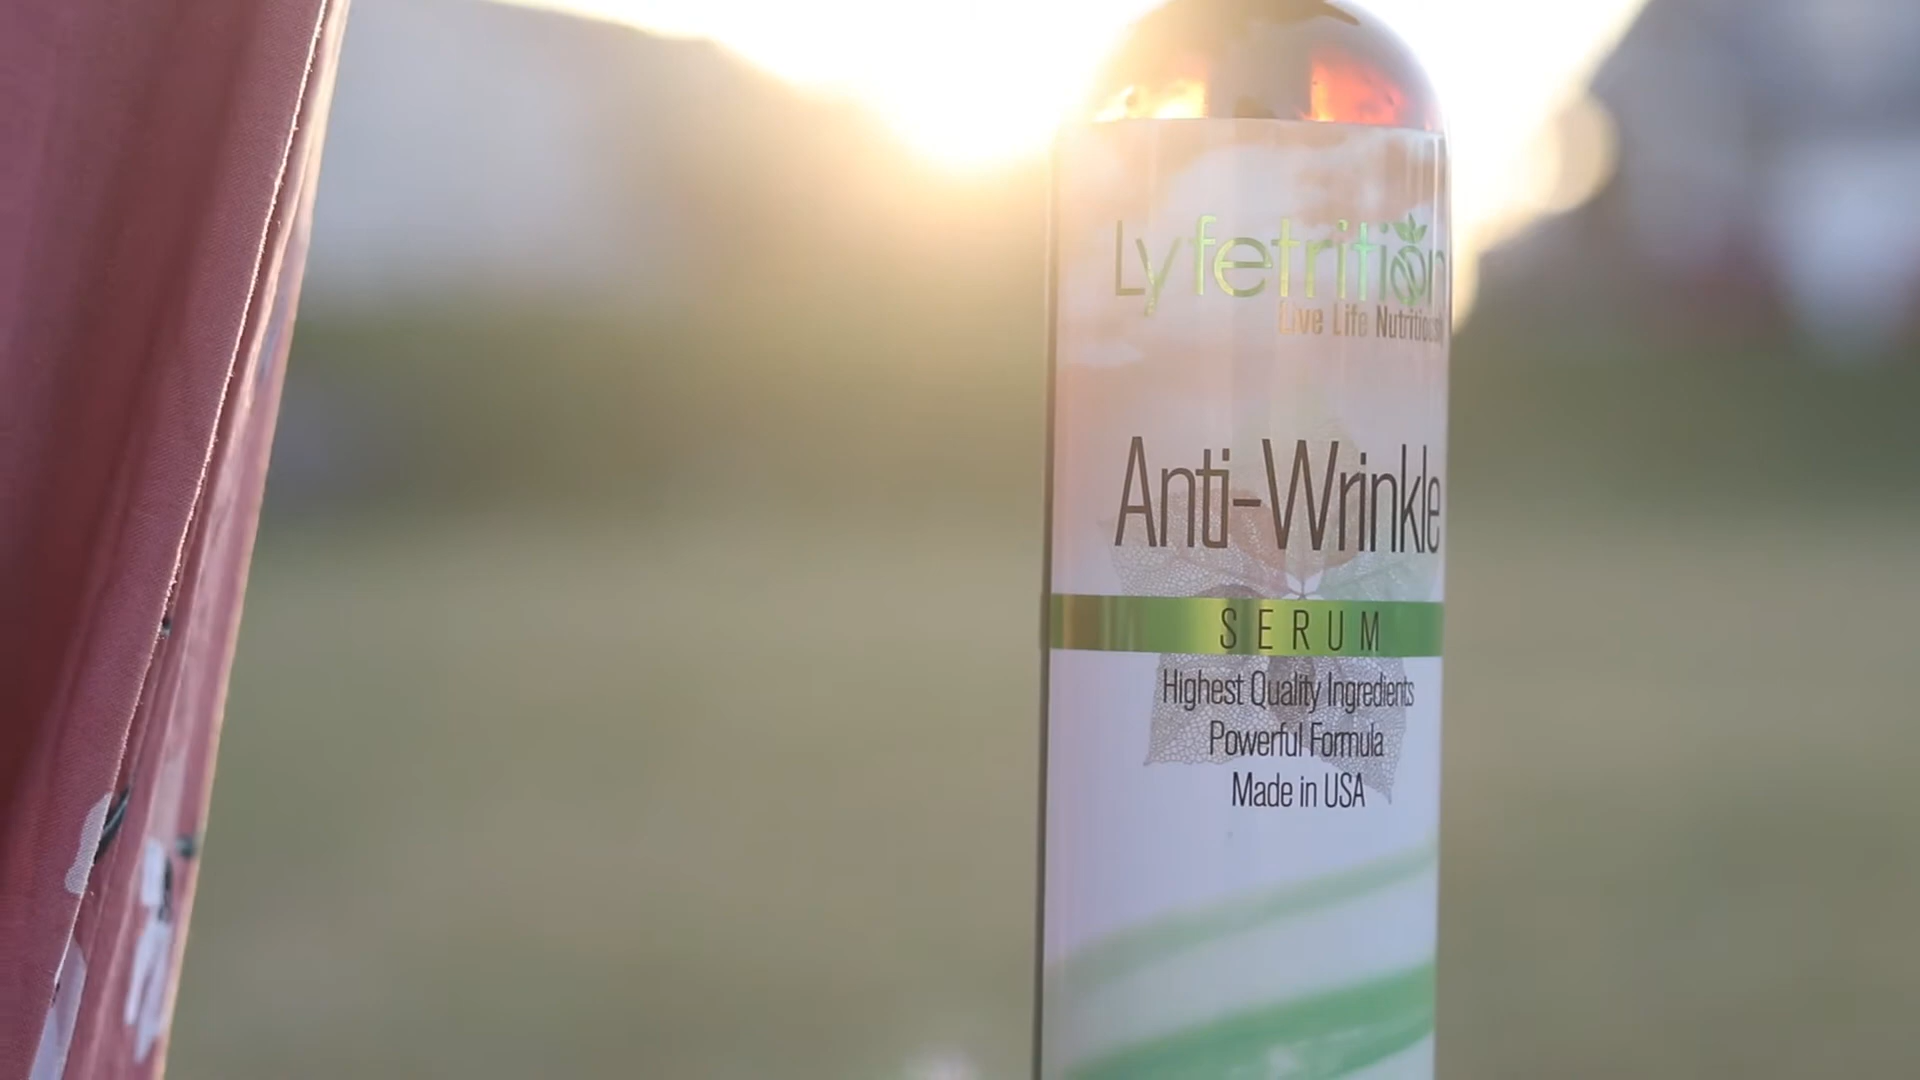 Lyfetrition
Live Life Nutritiously
Anti-Wrinkle
SERUM
Highest Quality Ingredients
Powerful Formula
Made in USA